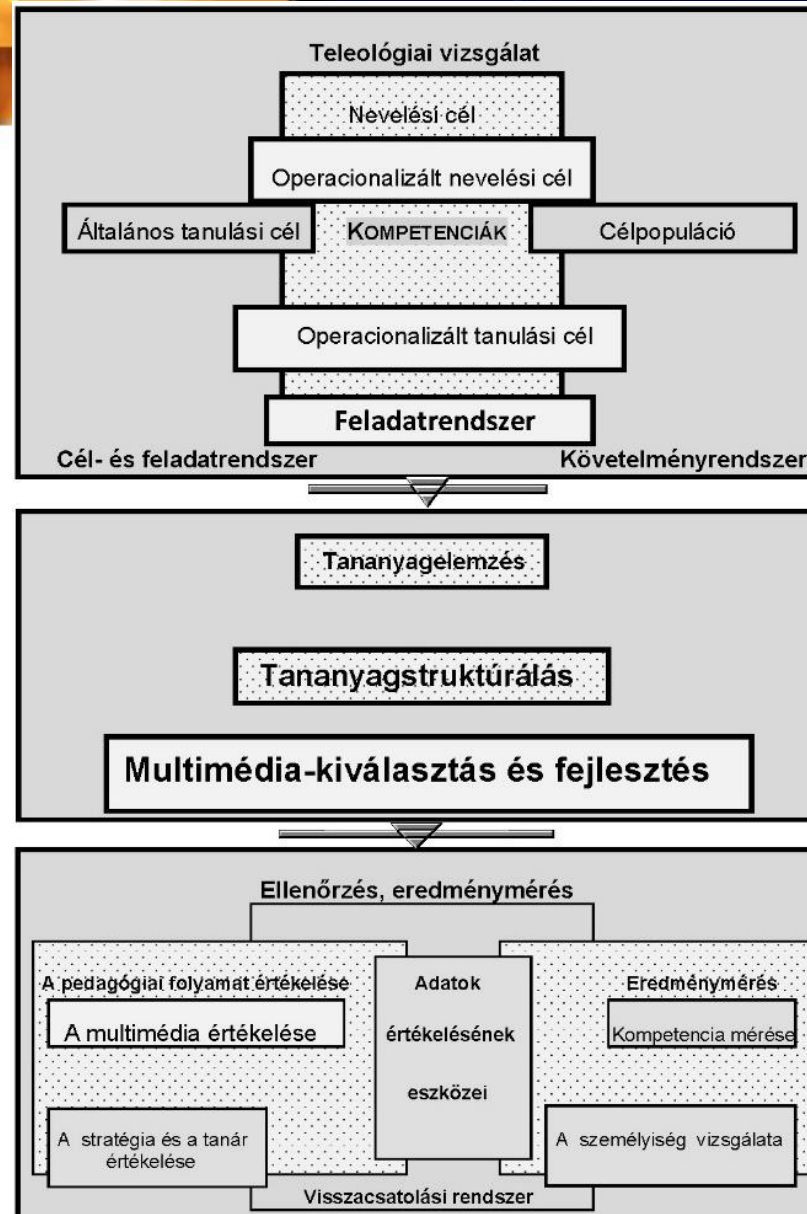 Teleológiai vizsgálat
Nevelési cél
Operacionalizált nevelési cél
Általános tanulási cél
KOMPETENCIÁK
Célpopuláció
Operacionalizált tanulási cél
Feladatrendszer
Cél- és feladatrendszer
Követelményrendszer
Tananyagelemzés
Tananyagstruktúrálás
Multimédia-kiválasztás és fejlesztés
Ellenőrzés, eredménymérés
A pedagógiai folyamat értékelése
A multimédia értékelése
A stratégia és a tanár
értékelése
Adatok
értékelésének
eszközei
Eredménymérés
Kompetencia mérése
A személyiség vizsgálata
Visszacsatolási rendszer